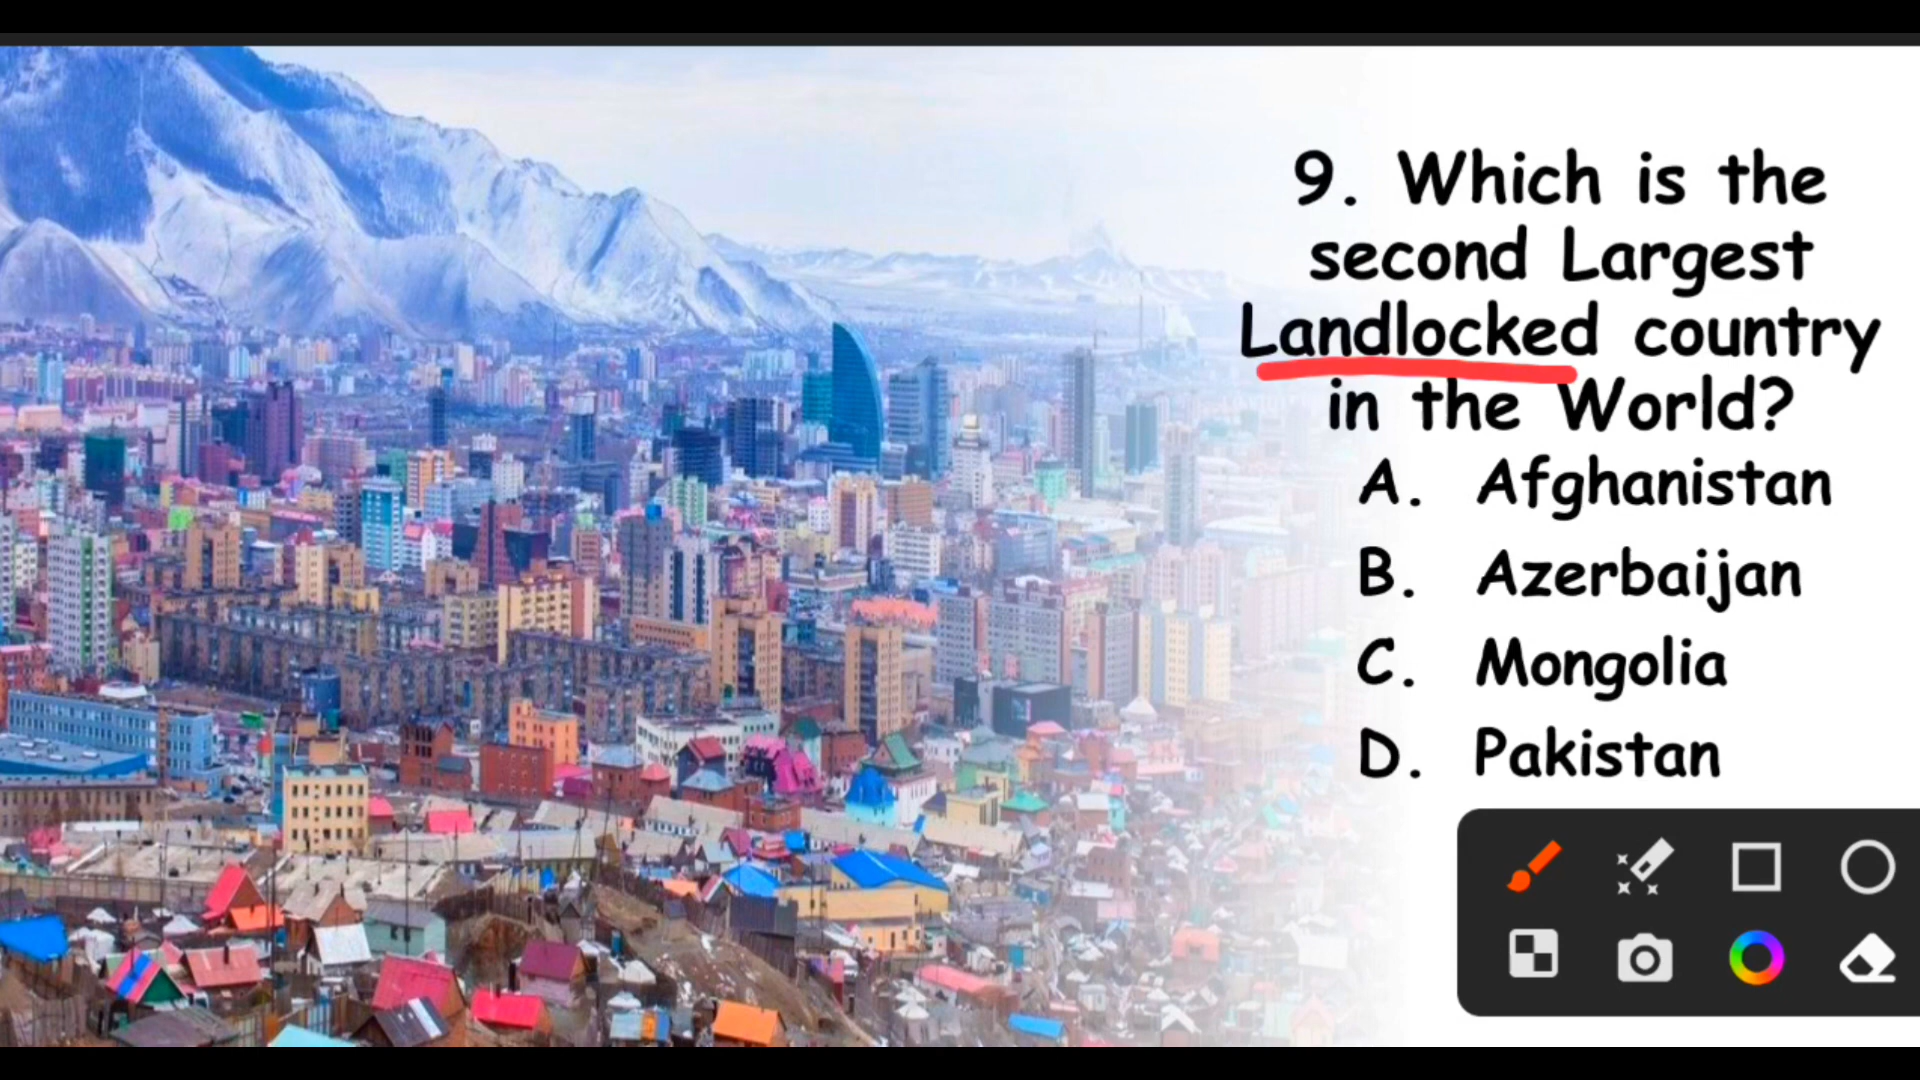 9. Which is the
second Largest
Landlocked country
in the World?
A. Afghanistan
B. Azerbaijan
C. Mongolia
D. Pakistan